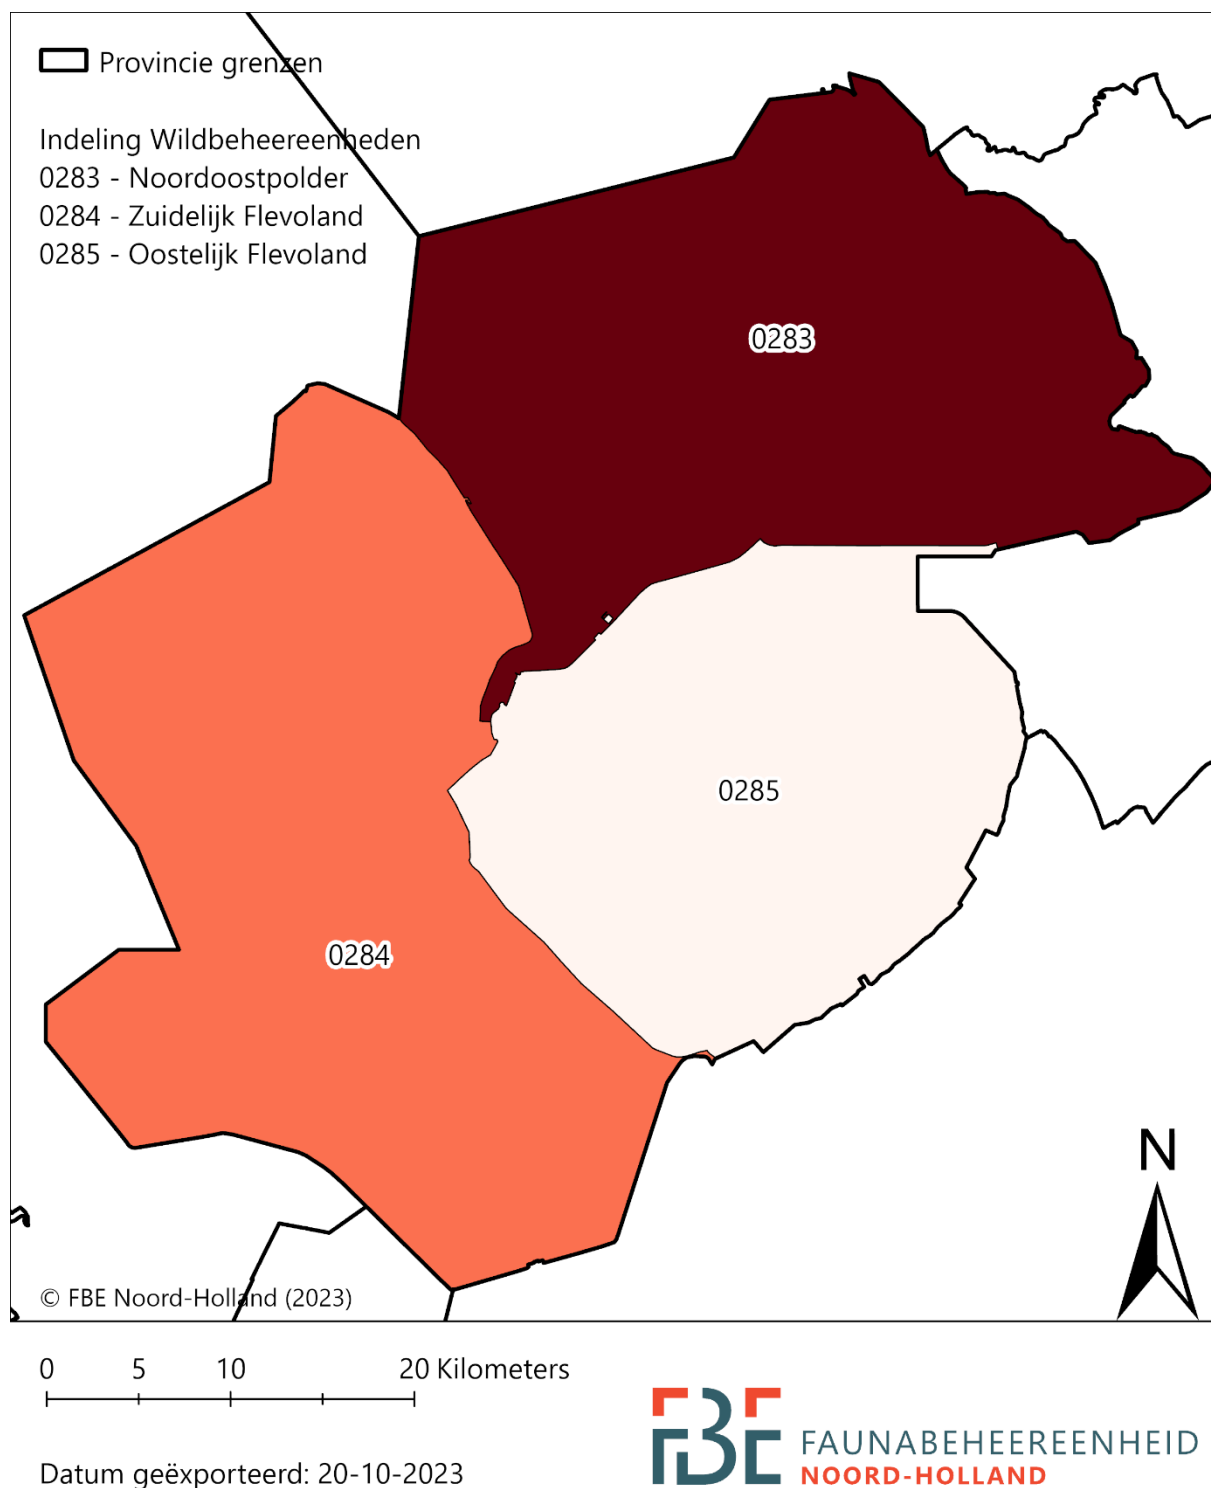 Provincie grenzen
Indeling Wildbeheereenheden
0283 - Noordoostpolder
0284 - Zuidelijk Flevoland
0285 - Oostelijk Flevoland
0283
0285
0284
N
© FBE Noord-Holland (2023)
0 5 10 20 Kilometers
Datum geëxporteerd: 20-10-2023
FBE
FAUNABEHEEREENHEID
NOORD-HOLLAND